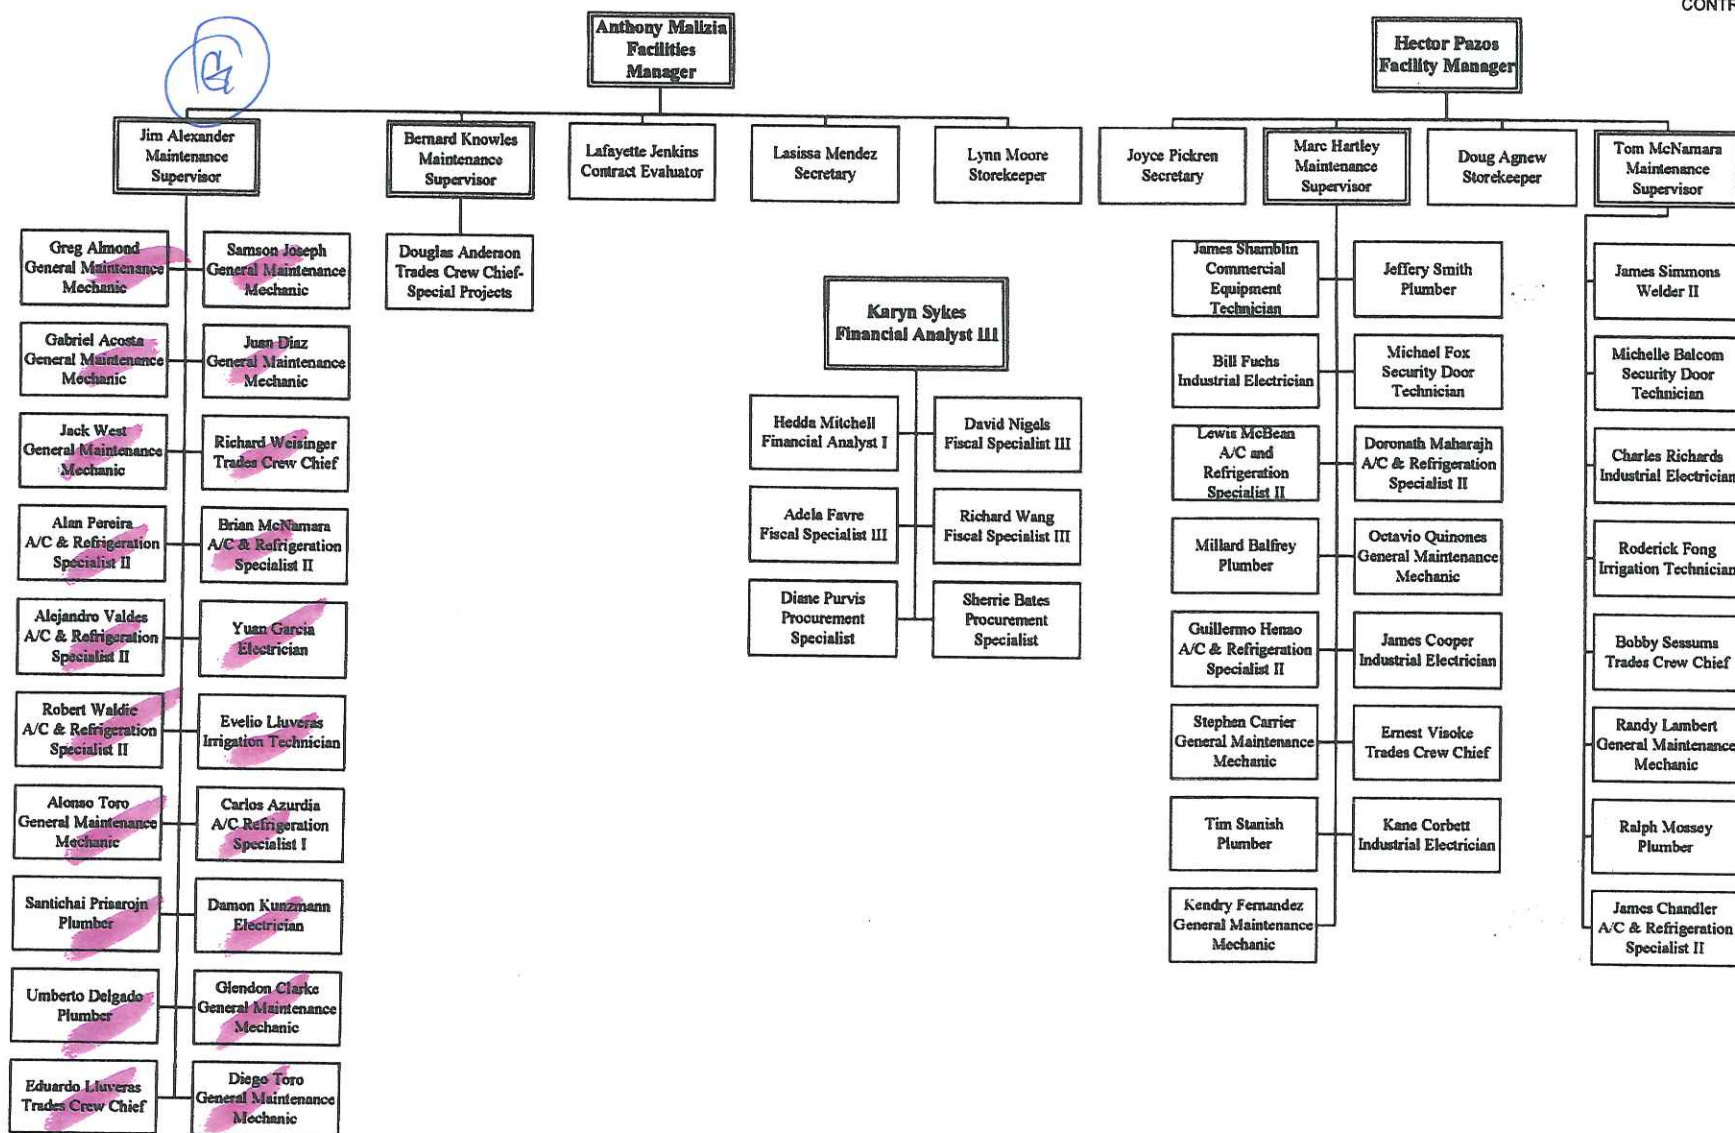 CONTR
Anthony Malizia
Facilities
Manager
Hector Pazos
Facility Manager
Jim Alexander
Maintenance
Supervisor
Bernard Knowles
Maintenance
Supervisor
Lafayette Jenkins
Contract Evaluator
Lasissa Mendez
Secretary
Lynn Moore
Storekeeper
Joyce Pickren
Secretary
Marc Hartley
Maintenance
Supervisor
Doug Agnew
Storekeeper
Tom McNamara
Maintenance
Supervisor
Greg Almond
General Maintenance
Mechanic
Samson Joseph
General Maintenance
Mechanic
Gabriel Acosta
General Maintenance
Mechanic
Juan Diaz
General Maintenance
Mechanic
Jack West
General Maintenance
Mechanic
Richard Weisinger
Trades Crew Chief
Alan Pereira
A/C & Refrigeration
Specialist II
Brian McNamara
A/C & Refrigeration
Specialist II
Alejandro Valdes
A/C & Refrigeration
Specialist II
Yuan Garcia
Electrician
Robert Waldie
A/C & Refrigeration
Specialist II
Evelio Lluveras
Irrigation Technician
Alonso Toro
General Maintenance
Mechanic
Carlos Azurdia
A/C Refrigeration
Specialist I
Santichai Prisarojn
Plumber
Damon Kunzmann
Electrician
Umberto Delgado
Plumber
Glendon Clarke
General Maintenance
Mechanic
Eduardo Lluveras
Trades Crew Chief
Diego Toro
General Maintenance
Mechanic
Douglas Anderson
Trades Crew Chief-
Special Projects
Karyn Sykes
Financial Analyst III
Hedda Mitchell
Financial Analyst I
David Nigels
Fiscal Specialist III
Adela Favre
Fiscal Specialist III
Richard Wang
Fiscal Specialist III
Diane Purvis
Procurement
Specialist
Sherrie Bates
Procurement
Specialist
James Shamblin
Commercial
Equipment
Technician
Jeffery Smith
Plumber
Bill Fuchs
Industrial Electrician
Michael Fox
Security Door
Technician
Lewis McBean
A/C and
Refrigeration
Specialist II
Doronath Maharajh
A/C & Refrigeration
Specialist II
Millard Balfrey
Plumber
Octavio Quinones
General Maintenance
Mechanic
Guillermo Henao
A/C & Refrigeration
Specialist II
James Cooper
Industrial Electrician
Stephen Carrier
General Maintenance
Mechanic
Ernest Visoke
Trades Crew Chief
Tim Stanish
Plumber
Kane Corbett
Industrial Electrician
Kendry Fernandez
General Maintenance
Mechanic
James Simmons
Welder II
Michelle Balcom
Security Door
Technician
Charles Richards
Industrial Electrician
Roderick Fong
Irrigation Technician
Bobby Sessums
Trades Crew Chief
Randy Lambert
General Maintenance
Mechanic
Ralph Mossey
Plumber
James Chandler
A/C & Refrigeration
Specialist II